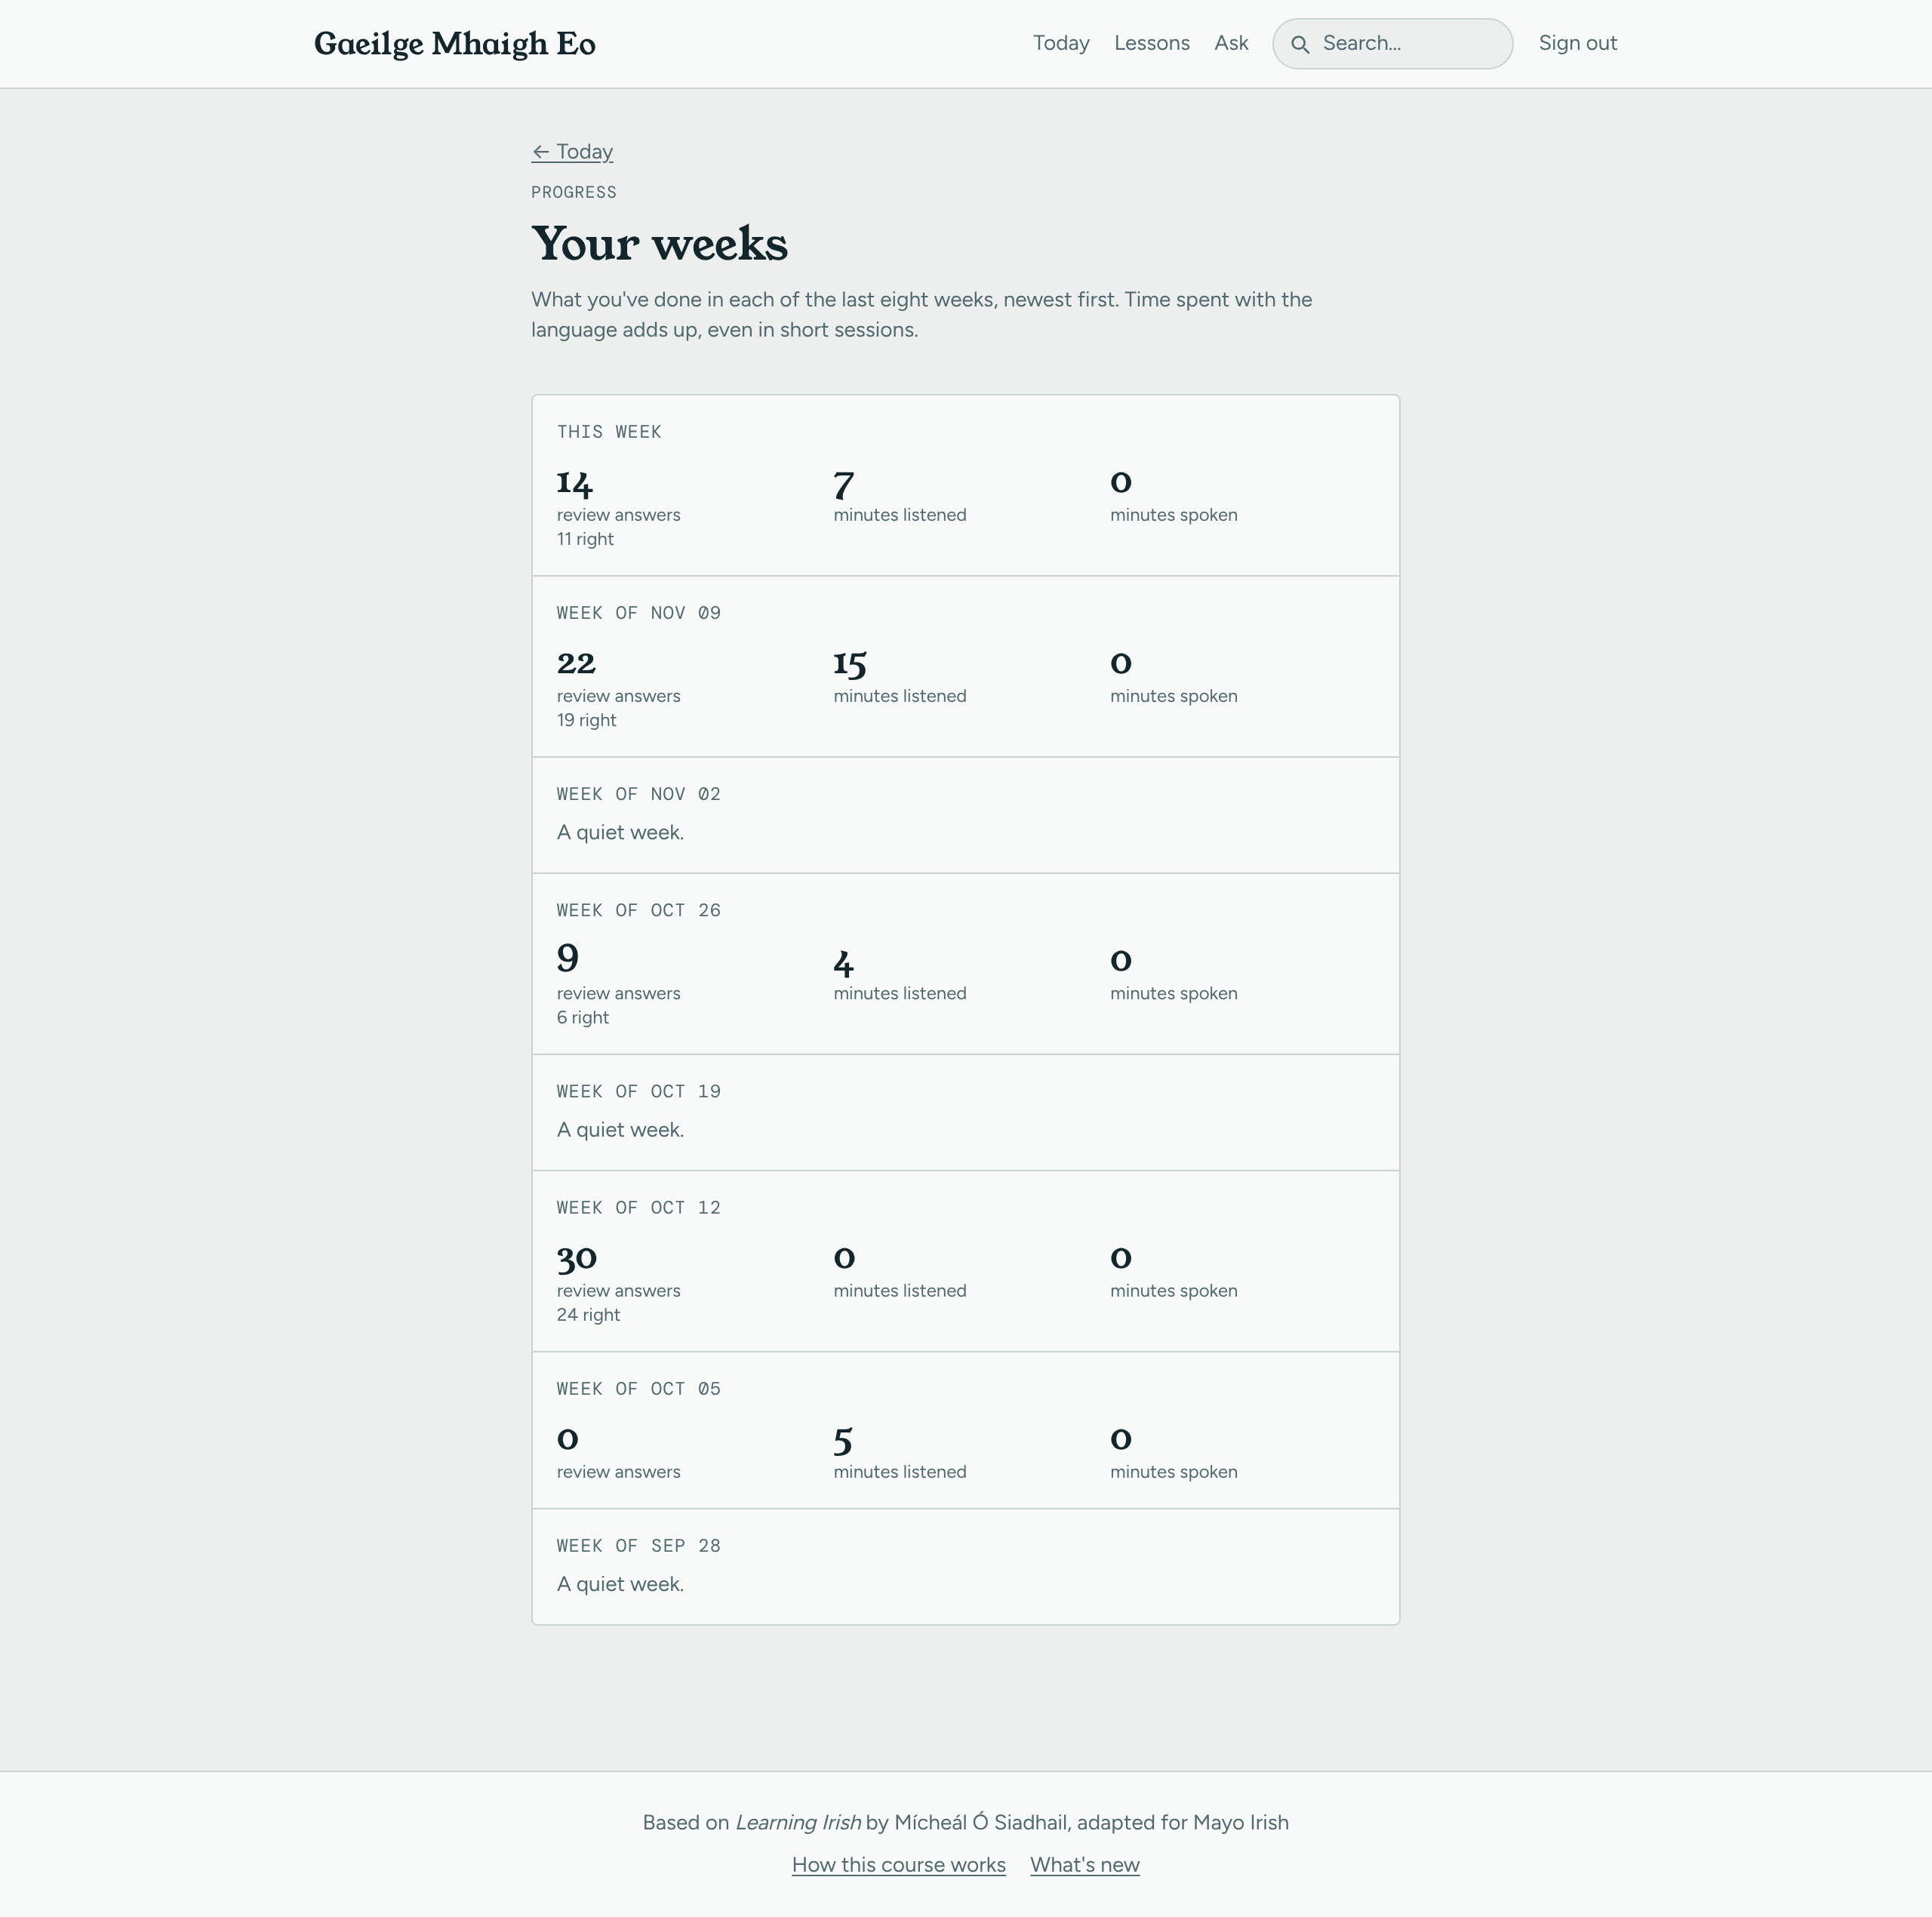 Gaeilge Mhaigh Eo
Today Lessons Ask Search... Sign out
← Today
PROGRESS
Your weeks
What you've done in each of the last eight weeks, newest first. Time spent with the
language adds up, even in short sessions.
THIS WEEK
14 7 0
review answers minutes listened minutes spoken
11 right
WEEK OF NOV 09
22 15 0
review answers minutes listened minutes spoken
19 right
WEEK OF NOV 02
A quiet week.
WEEK OF OCT 26
9 4 0
review answers minutes listened minutes spoken
6 right
WEEK OF OCT 19
A quiet week.
WEEK OF OCT 12
30 0 0
review answers minutes listened minutes spoken
24 right
WEEK OF OCT 05
0 5 0
review answers minutes listened minutes spoken
WEEK OF SEP 28
A quiet week.
Based on Learning Irish by Mícheál Ó Siadhail, adapted for Mayo Irish
How this course works What's new